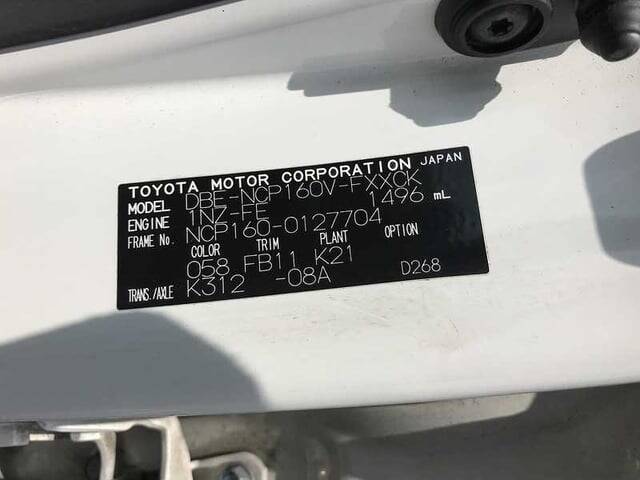 TOYOTA MOTOR CORPORATION JAPAN
MODEL DBE-NCP160V-FXXCK
ENGINE 1NZ-FE 1496 mL
FRAME No. NCP160-0127704
COLOR TRIM PLANT OPTION
058 FB11 K21
TRANS./AXLE K312 -08A D268